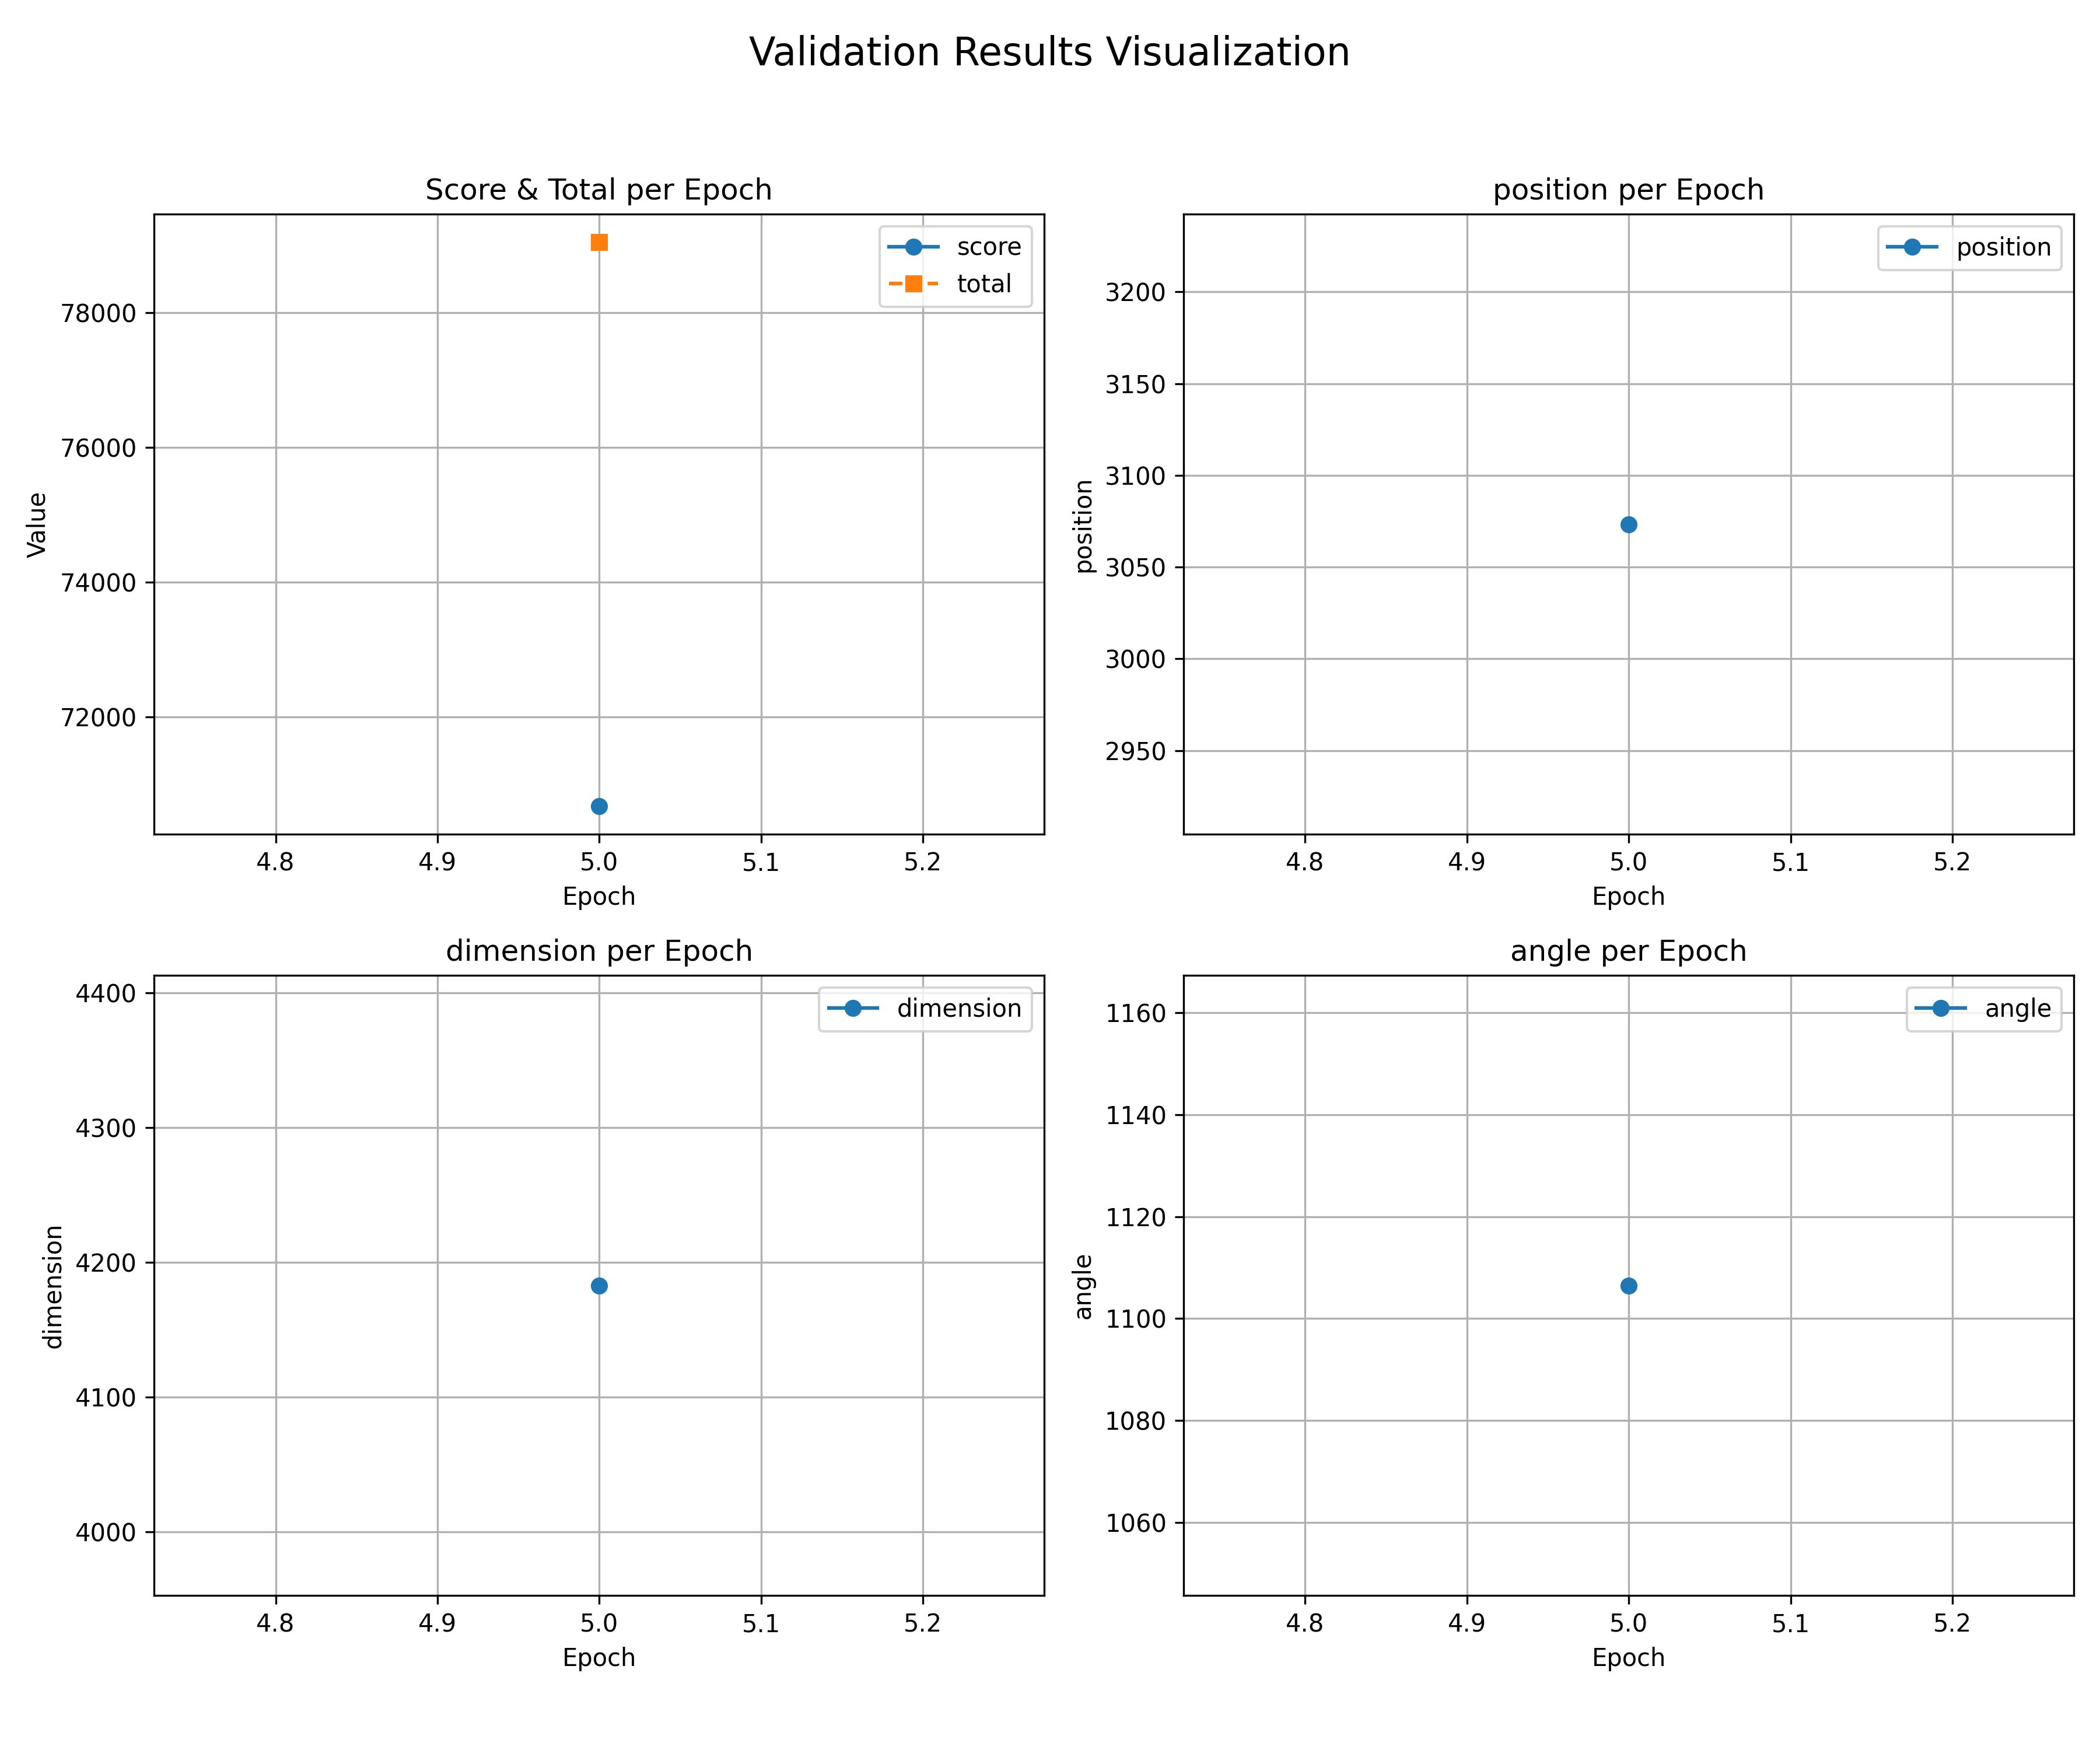 Validation Results Visualization
Score & Total per Epoch
score
total
78000
76000
74000
72000
Value
4.8 4.9 5.0 5.1 5.2
Epoch
position per Epoch
position
3200
3150
3100
3050
3000
2950
position
4.8 4.9 5.0 5.1 5.2
Epoch
dimension per Epoch
dimension
4400
4300
4200
4100
4000
dimension
4.8 4.9 5.0 5.1 5.2
Epoch
angle per Epoch
angle
1160
1140
1120
1100
1080
1060
angle
4.8 4.9 5.0 5.1 5.2
Epoch